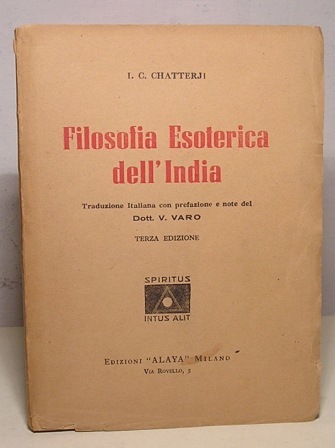 I. C. CHATTERJI
Filosofia Esoterica
dell'India
Traduzione Italiana con prefazione e note del
Dott. V. VARO
TERZA EDIZIONE
SPIRITUS
INTUS ALIT
EDIZIONI "ALAYA" MILANO
VIA ROVELLO, 5